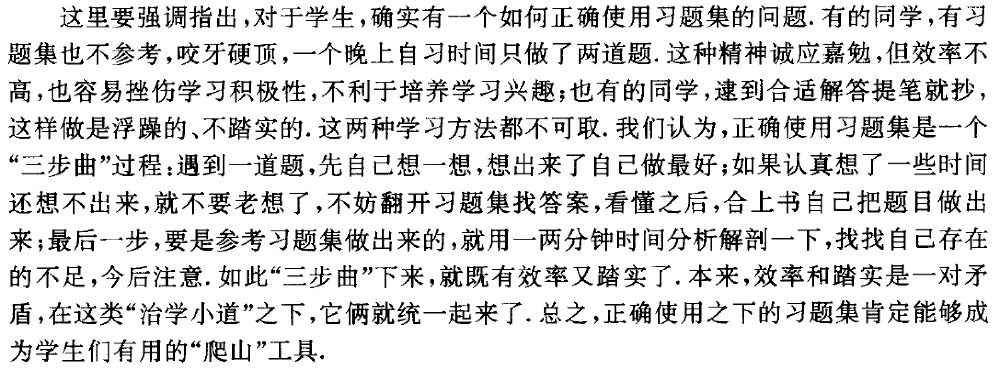 这里要强调指出,对于学生,确实有一个如何正确使用习题集的问题. 有的同学,有习
题集也不参考,咬牙硬顶,一个晚上自习时间只做了两道题. 这种精神诚应嘉勉,但效率不
高,也容易挫伤学习积极性,不利于培养学习兴趣;也有的同学,逮到合适解答提笔就抄,
这样做是浮躁的、不踏实的. 这两种学习方法都不可取. 我们认为,正确使用习题集是一个
“三步曲”过程:遇到一道题,先自己想一想,想出来了自己做最好;如果认真想了一些时间
还想不出来,就不要老想了,不妨翻开习题集找答案,看懂之后,合上书自己把题目做出
来;最后一步,要是参考习题集做出来的,就用一两分钟时间分析解剖一下,找找自己存在
的不足,今后注意. 如此“三步曲”下来,就既有效率又踏实了. 本来,效率和踏实是一对矛
盾,在这类“治学小道”之下,它俩就统一起来了. 总之,正确使用之下的习题集肯定能够成
为学生们有用的“爬山”工具.